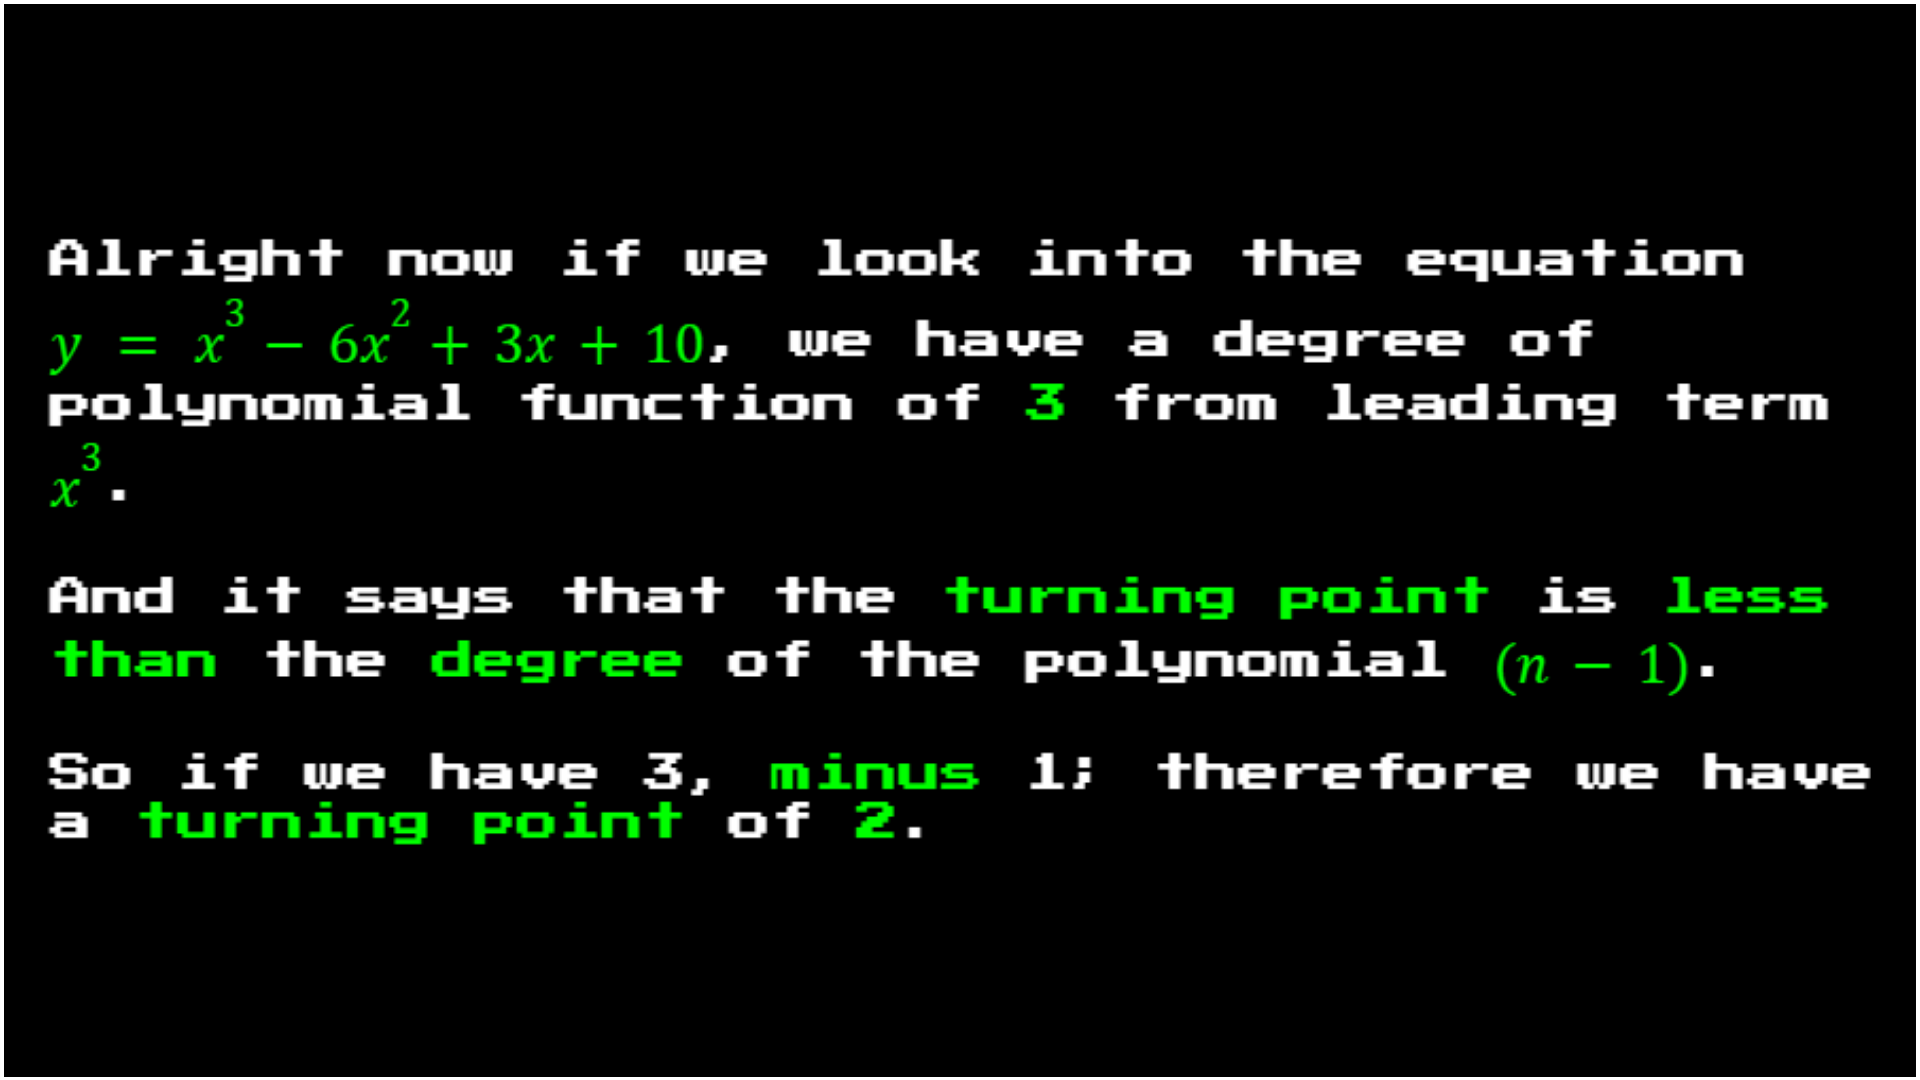 Alright now if we look into the equation
y = x³ − 6x² + 3x + 10, we have a degree of
polynomial function of 3 from leading term
x³.
And it says that the turning point is less
than the degree of the polynomial (n − 1).
So if we have 3, minus 1; therefore we have
a turning point of 2.